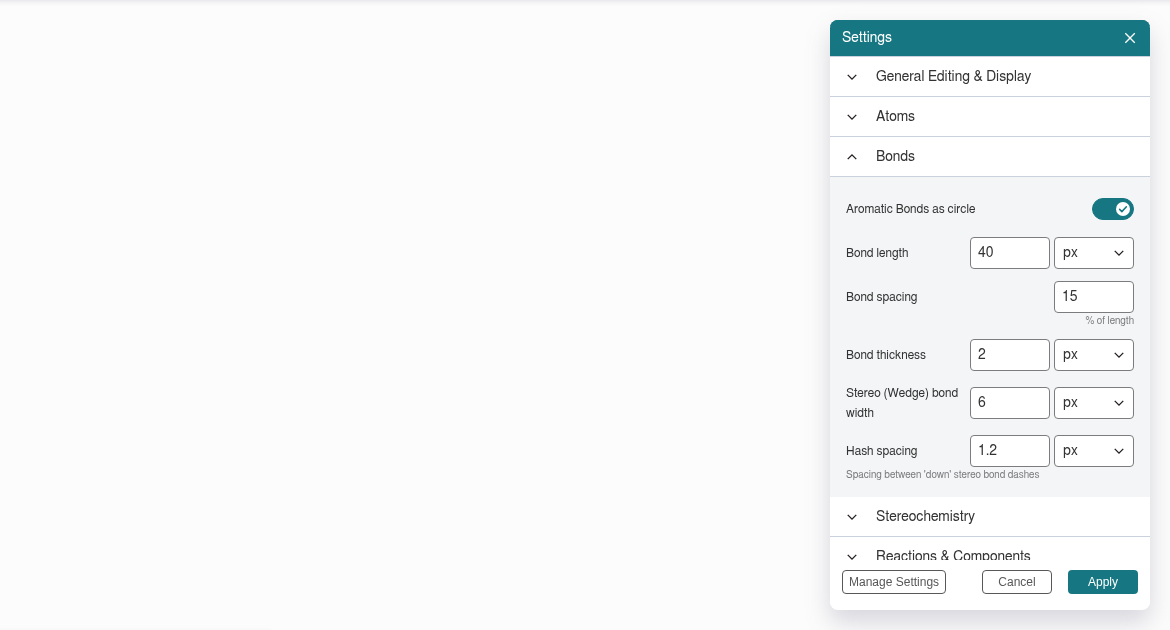 Settings
General Editing & Display
Atoms
Bonds
Aromatic Bonds as circle
Bond length 40 px
Bond spacing 15
% of length
Bond thickness 2 px
Stereo (Wedge) bond
width 6 px
Hash spacing 1.2 px
Spacing between 'down' stereo bond dashes
Stereochemistry
Reactions & Components
Manage Settings Cancel Apply